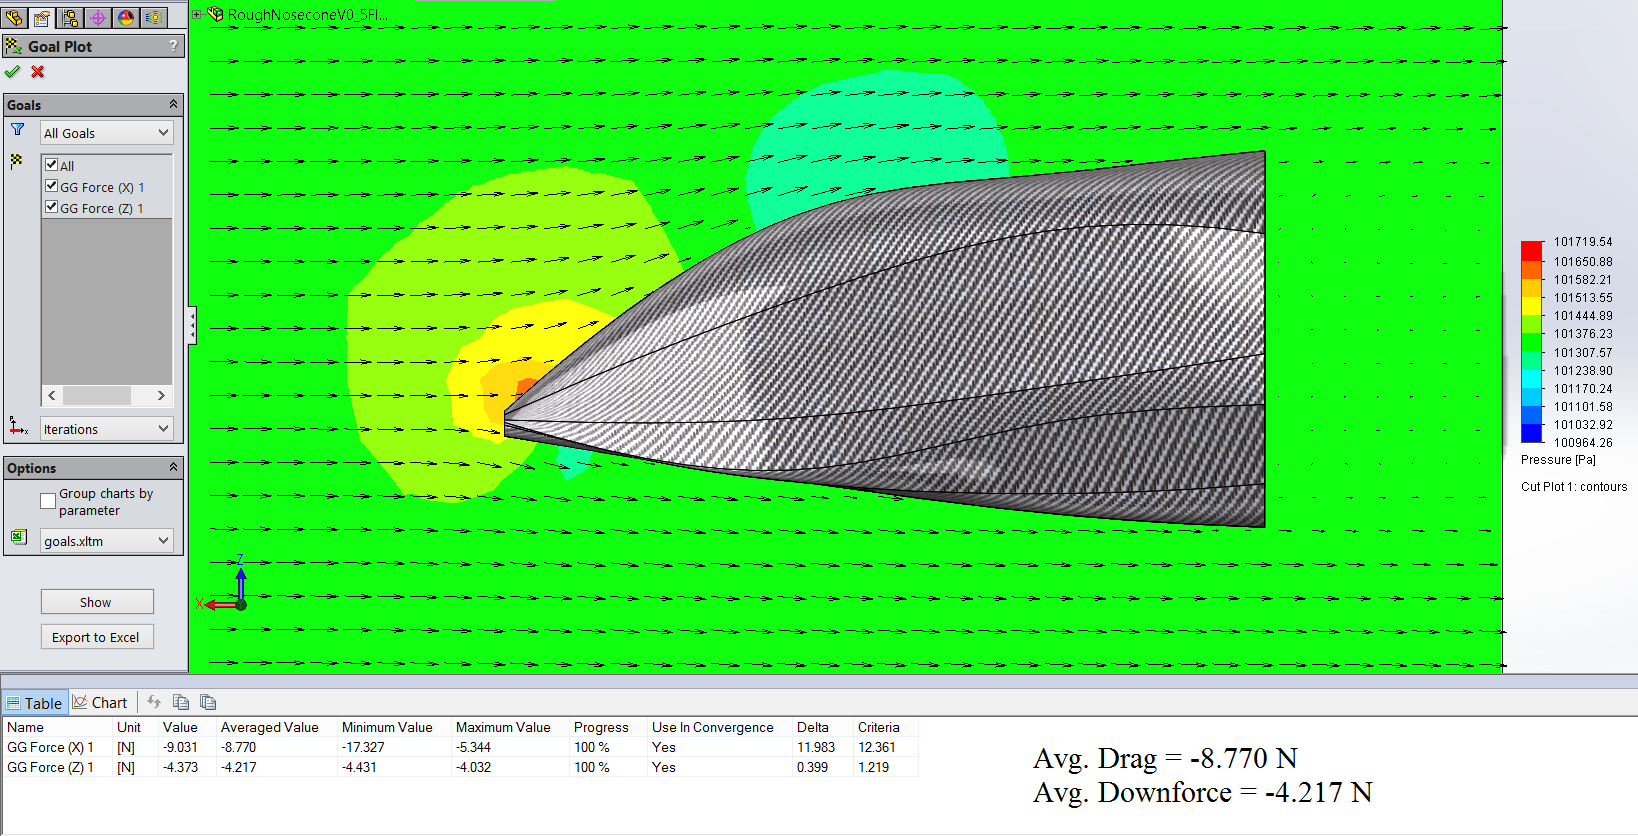 RoughNoseconeV0_5Fl...
Goal Plot
?
Goals
All Goals
All
GG Force (X) 1
GG Force (Z) 1
Iterations
Options
Group charts by
parameter
goals.xltm
Show
Export to Excel
Z
X
101719.54
101650.88
101582.21
101513.55
101444.89
101376.23
101307.57
101238.90
101170.24
101101.58
101032.92
100964.26
Pressure [Pa]
Cut Plot 1: contours
Table Chart
Name Unit Value Averaged Value Minimum Value Maximum Value Progress Use In Convergence Delta Criteria
GG Force (X) 1 [N] -9.031 -8.770 -17.327 -5.344 100 % Yes 11.983 12.361
GG Force (Z) 1 [N] -4.373 -4.217 -4.431 -4.032 100 % Yes 0.399 1.219
Avg. Drag = -8.770 N
Avg. Downforce = -4.217 N